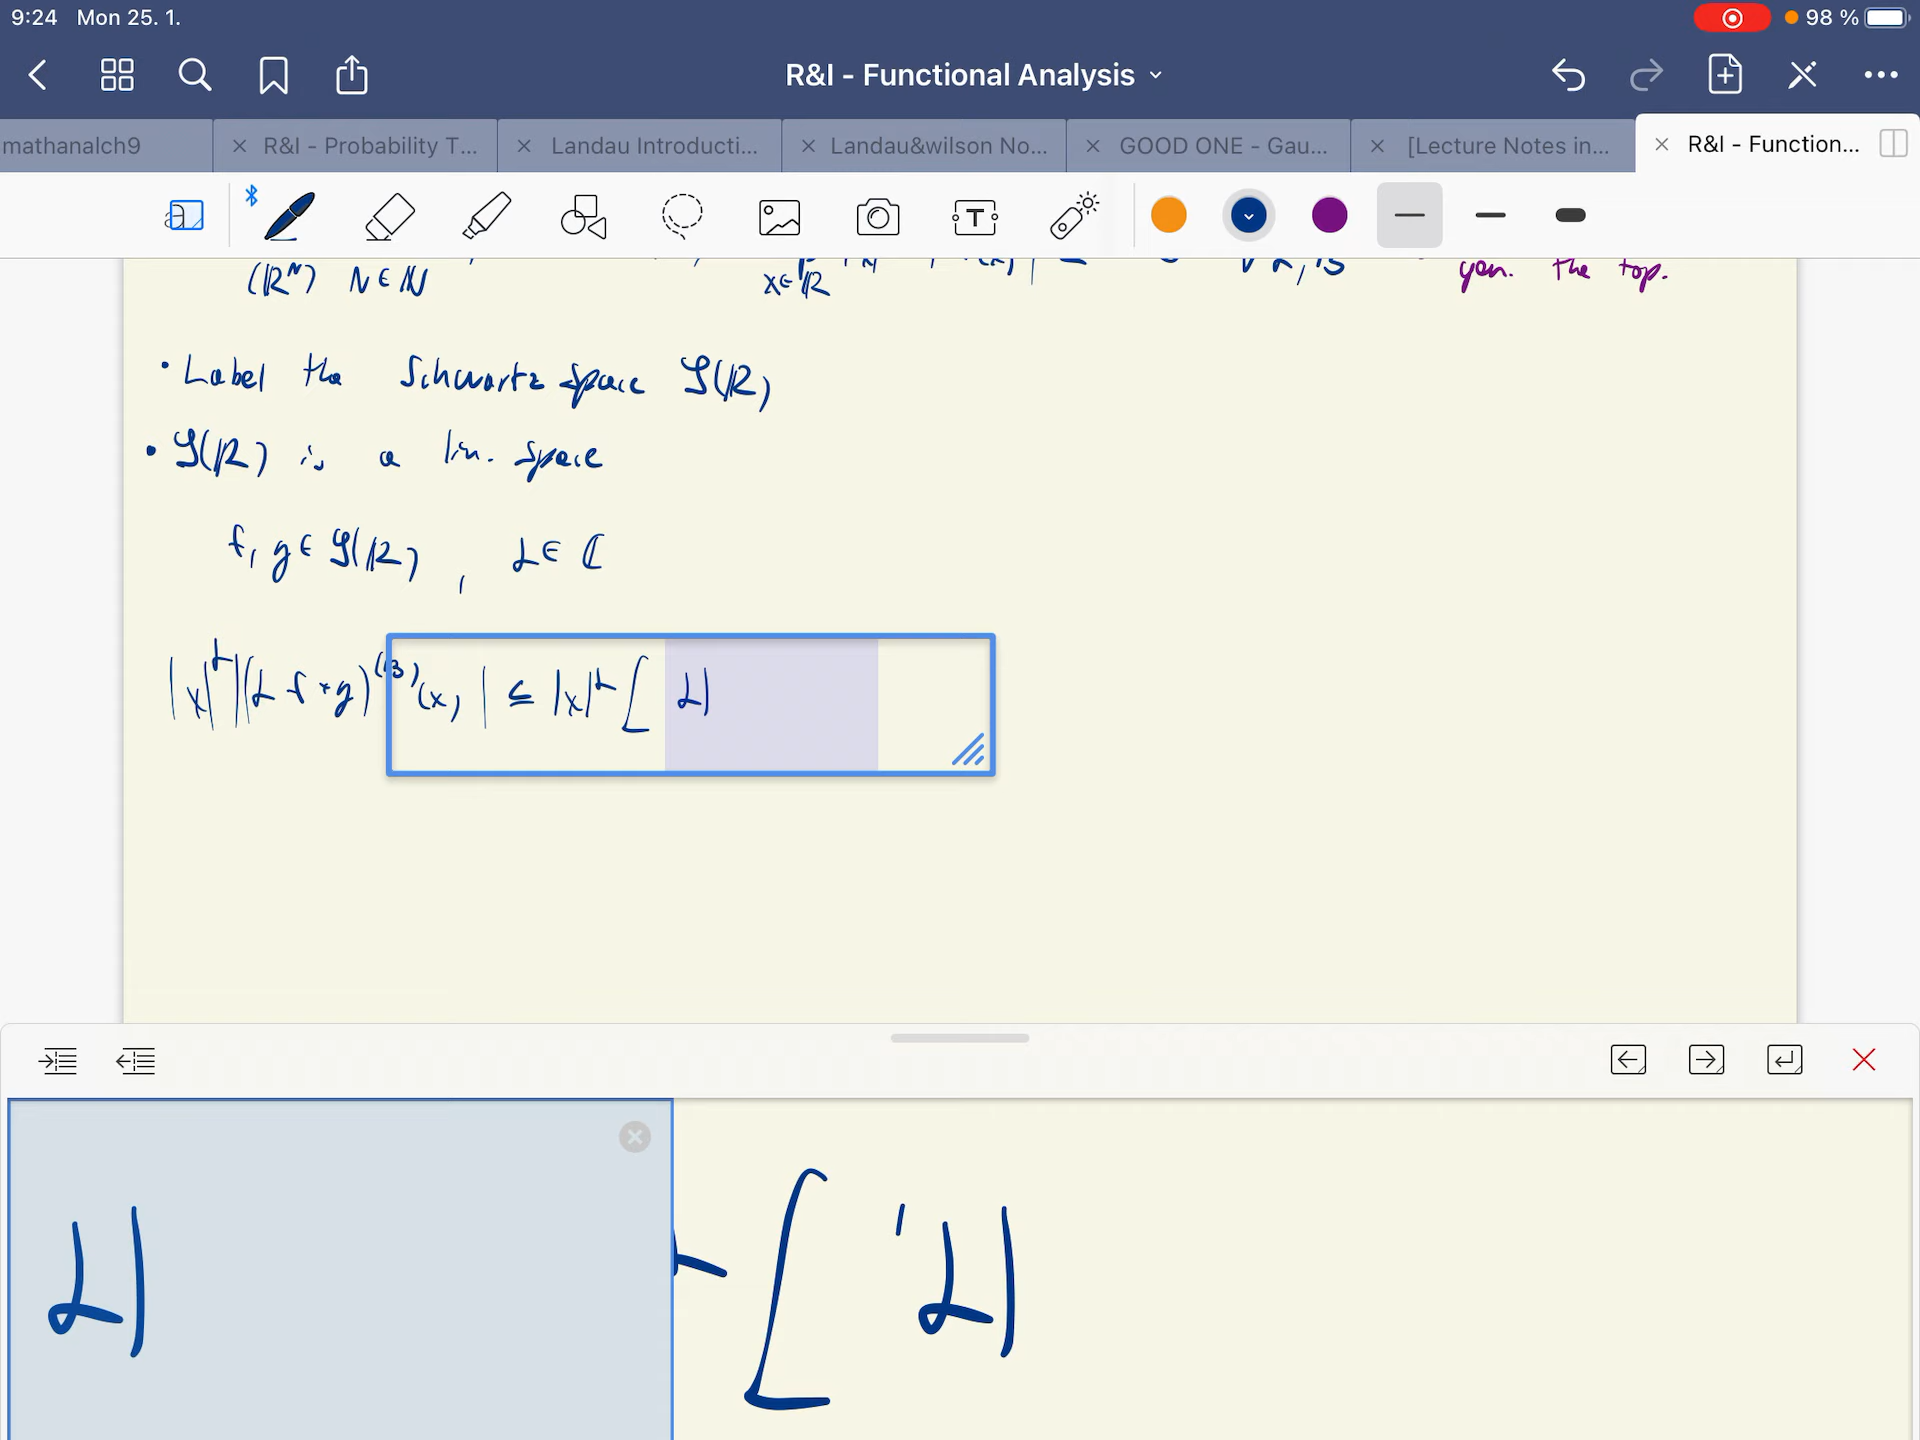 9:24 Mon 25. 1. 98 %
R&I - Functional Analysis
mathanalch9 R&I - Probability T... Landau Introducti... Landau&wilson No... GOOD ONE - Gau... [Lecture Notes in... R&I - Function...
(ℝᴺ) N ∈ ℕ x∈ℝ gen. the top.
• Label the Schwartz space 𝒮(ℝ)
• 𝒮(ℝ) is a lin. space
f, g ∈ 𝒮(ℝ) , L ∈ ℂ
|x|ᴸ|(L f + g)⁽ᵝ⁾(x)| ≤ |x|ᴸ [ L|
L| [ L|